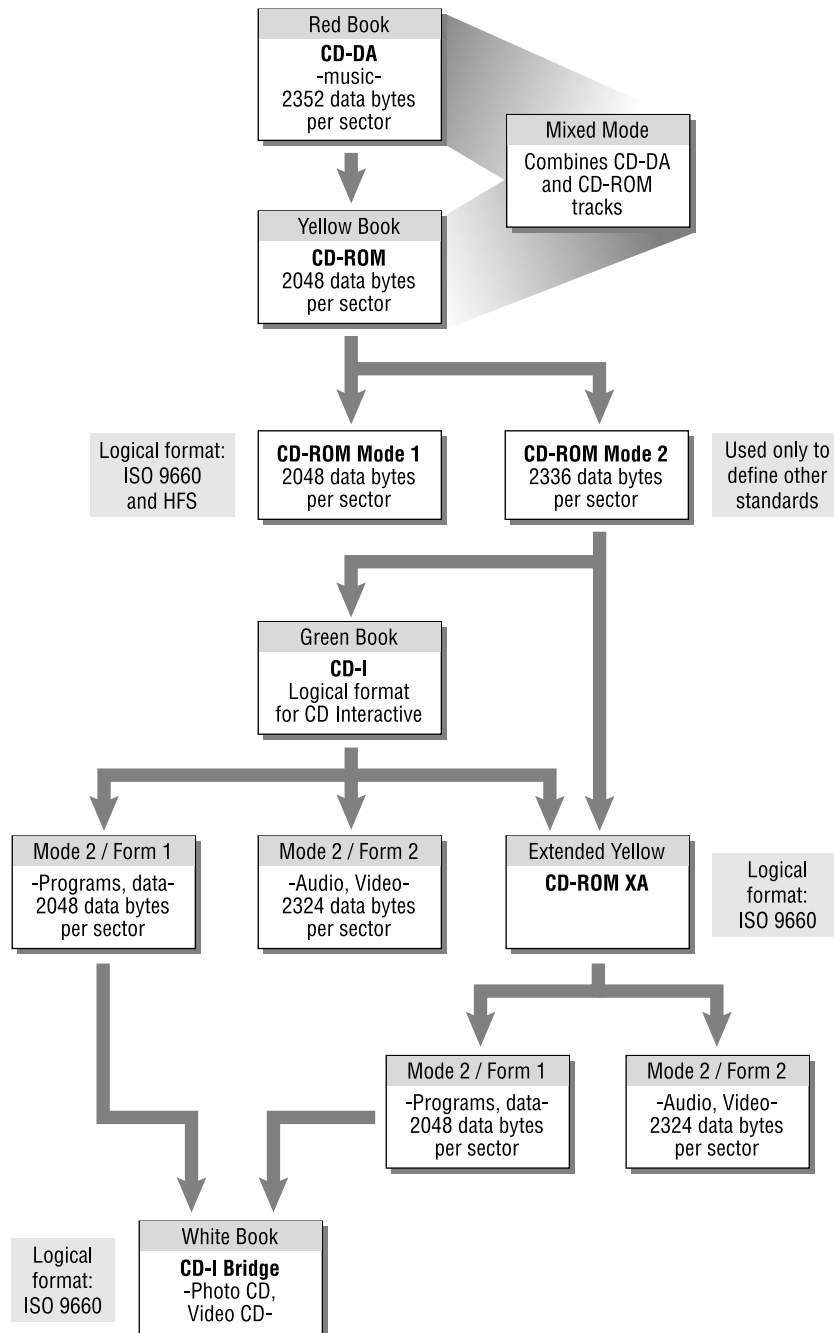 Red Book
CD-DA
-music-
2352 data bytes
per sector
Mixed Mode
Combines CD-DA
and CD-ROM
tracks
Yellow Book
CD-ROM
2048 data bytes
per sector
Logical format:
ISO 9660
and HFS
CD-ROM Mode 1
2048 data bytes
per sector
CD-ROM Mode 2
2336 data bytes
per sector
Used only to
define other
standards
Green Book
CD-I
Logical format
for CD Interactive
Mode 2 / Form 1
-Programs, data-
2048 data bytes
per sector
Mode 2 / Form 2
-Audio, Video-
2324 data bytes
per sector
Extended Yellow
CD-ROM XA
Logical
format:
ISO 9660
Mode 2 / Form 1
-Programs, data-
2048 data bytes
per sector
Mode 2 / Form 2
-Audio, Video-
2324 data bytes
per sector
Logical
format:
ISO 9660
White Book
CD-I Bridge
-Photo CD,
Video CD-